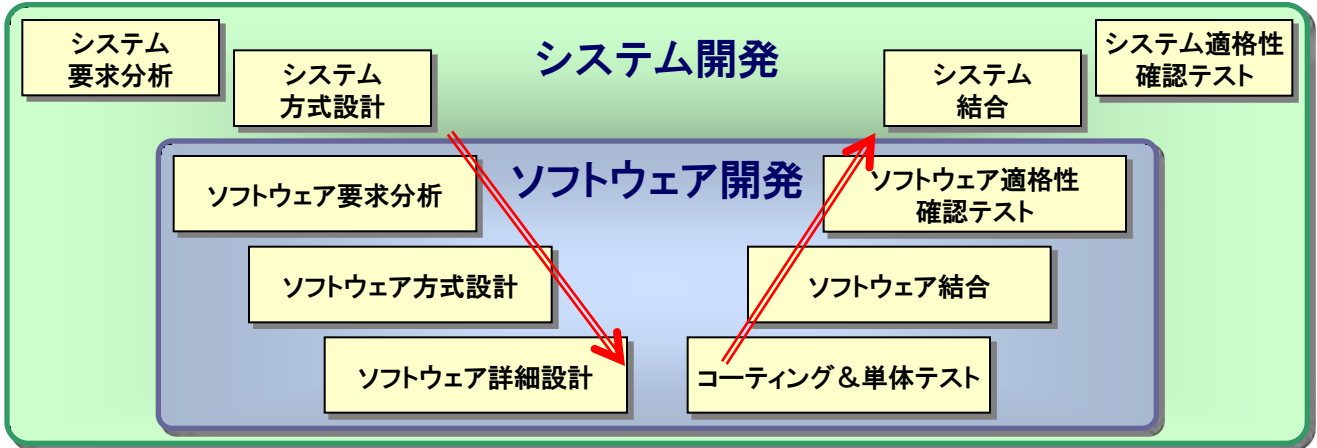 システム
要求分析
システム
方式設計
システム開発
システム
結合
システム適格性
確認テスト
ソフトウェア開発
ソフトウェア要求分析
ソフトウェア適格性
確認テスト
ソフトウェア方式設計
ソフトウェア結合
ソフトウェア詳細設計
コーティング＆単体テスト